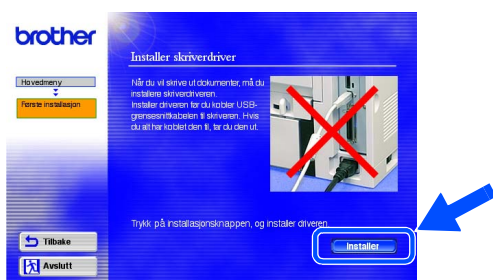 brother
Installer skriverdriver
Hovedmeny
Første installasjon
Når du vil skrive ut dokumenter, må du
installere skriverdriveren.
Installer driveren før du kobler USB-
grensesnittkabelen til skriveren. Hvis
du alt har koblet den til, tar du den ut.
Trykk på installasjonsknappen, og installer driveren.
Installer
Tilbake
Avslutt